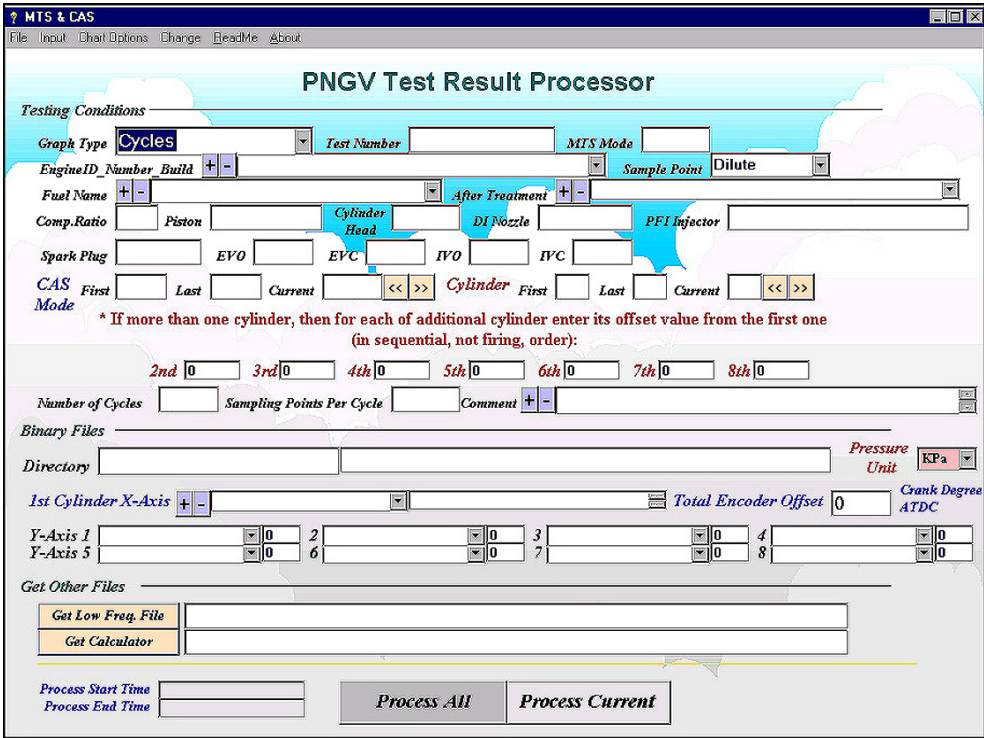 MTS & CAS
File Input Chart Options Change ReadMe About
PNGV Test Result Processor
Testing Conditions
Graph Type Cycles Test Number MTS Mode
EngineID_Number_Build + - Sample Point Dilute
Fuel Name + - After Treatment + -
Comp.Ratio Piston Cylinder Head DI Nozzle PFI Injector
Spark Plug EVO EVC IVO IVC
CAS Mode First Last Current << >> Cylinder First Last Current << >>
* If more than one cylinder, then for each of additional cylinder enter its offset value from the first one
(in sequential, not firing, order):
2nd 0 3rd 0 4th 0 5th 0 6th 0 7th 0 8th 0
Number of Cycles Sampling Points Per Cycle Comment + -
Binary Files
Directory Pressure Unit KPa
1st Cylinder X-Axis + - Total Encoder Offset 0 Crank Degree ATDC
Y-Axis 1 0 2 0 3 0 4 0
Y-Axis 5 0 6 0 7 0 8 0
Get Other Files
Get Low Freq. File
Get Calculator
Process Start Time
Process End Time
Process All Process Current